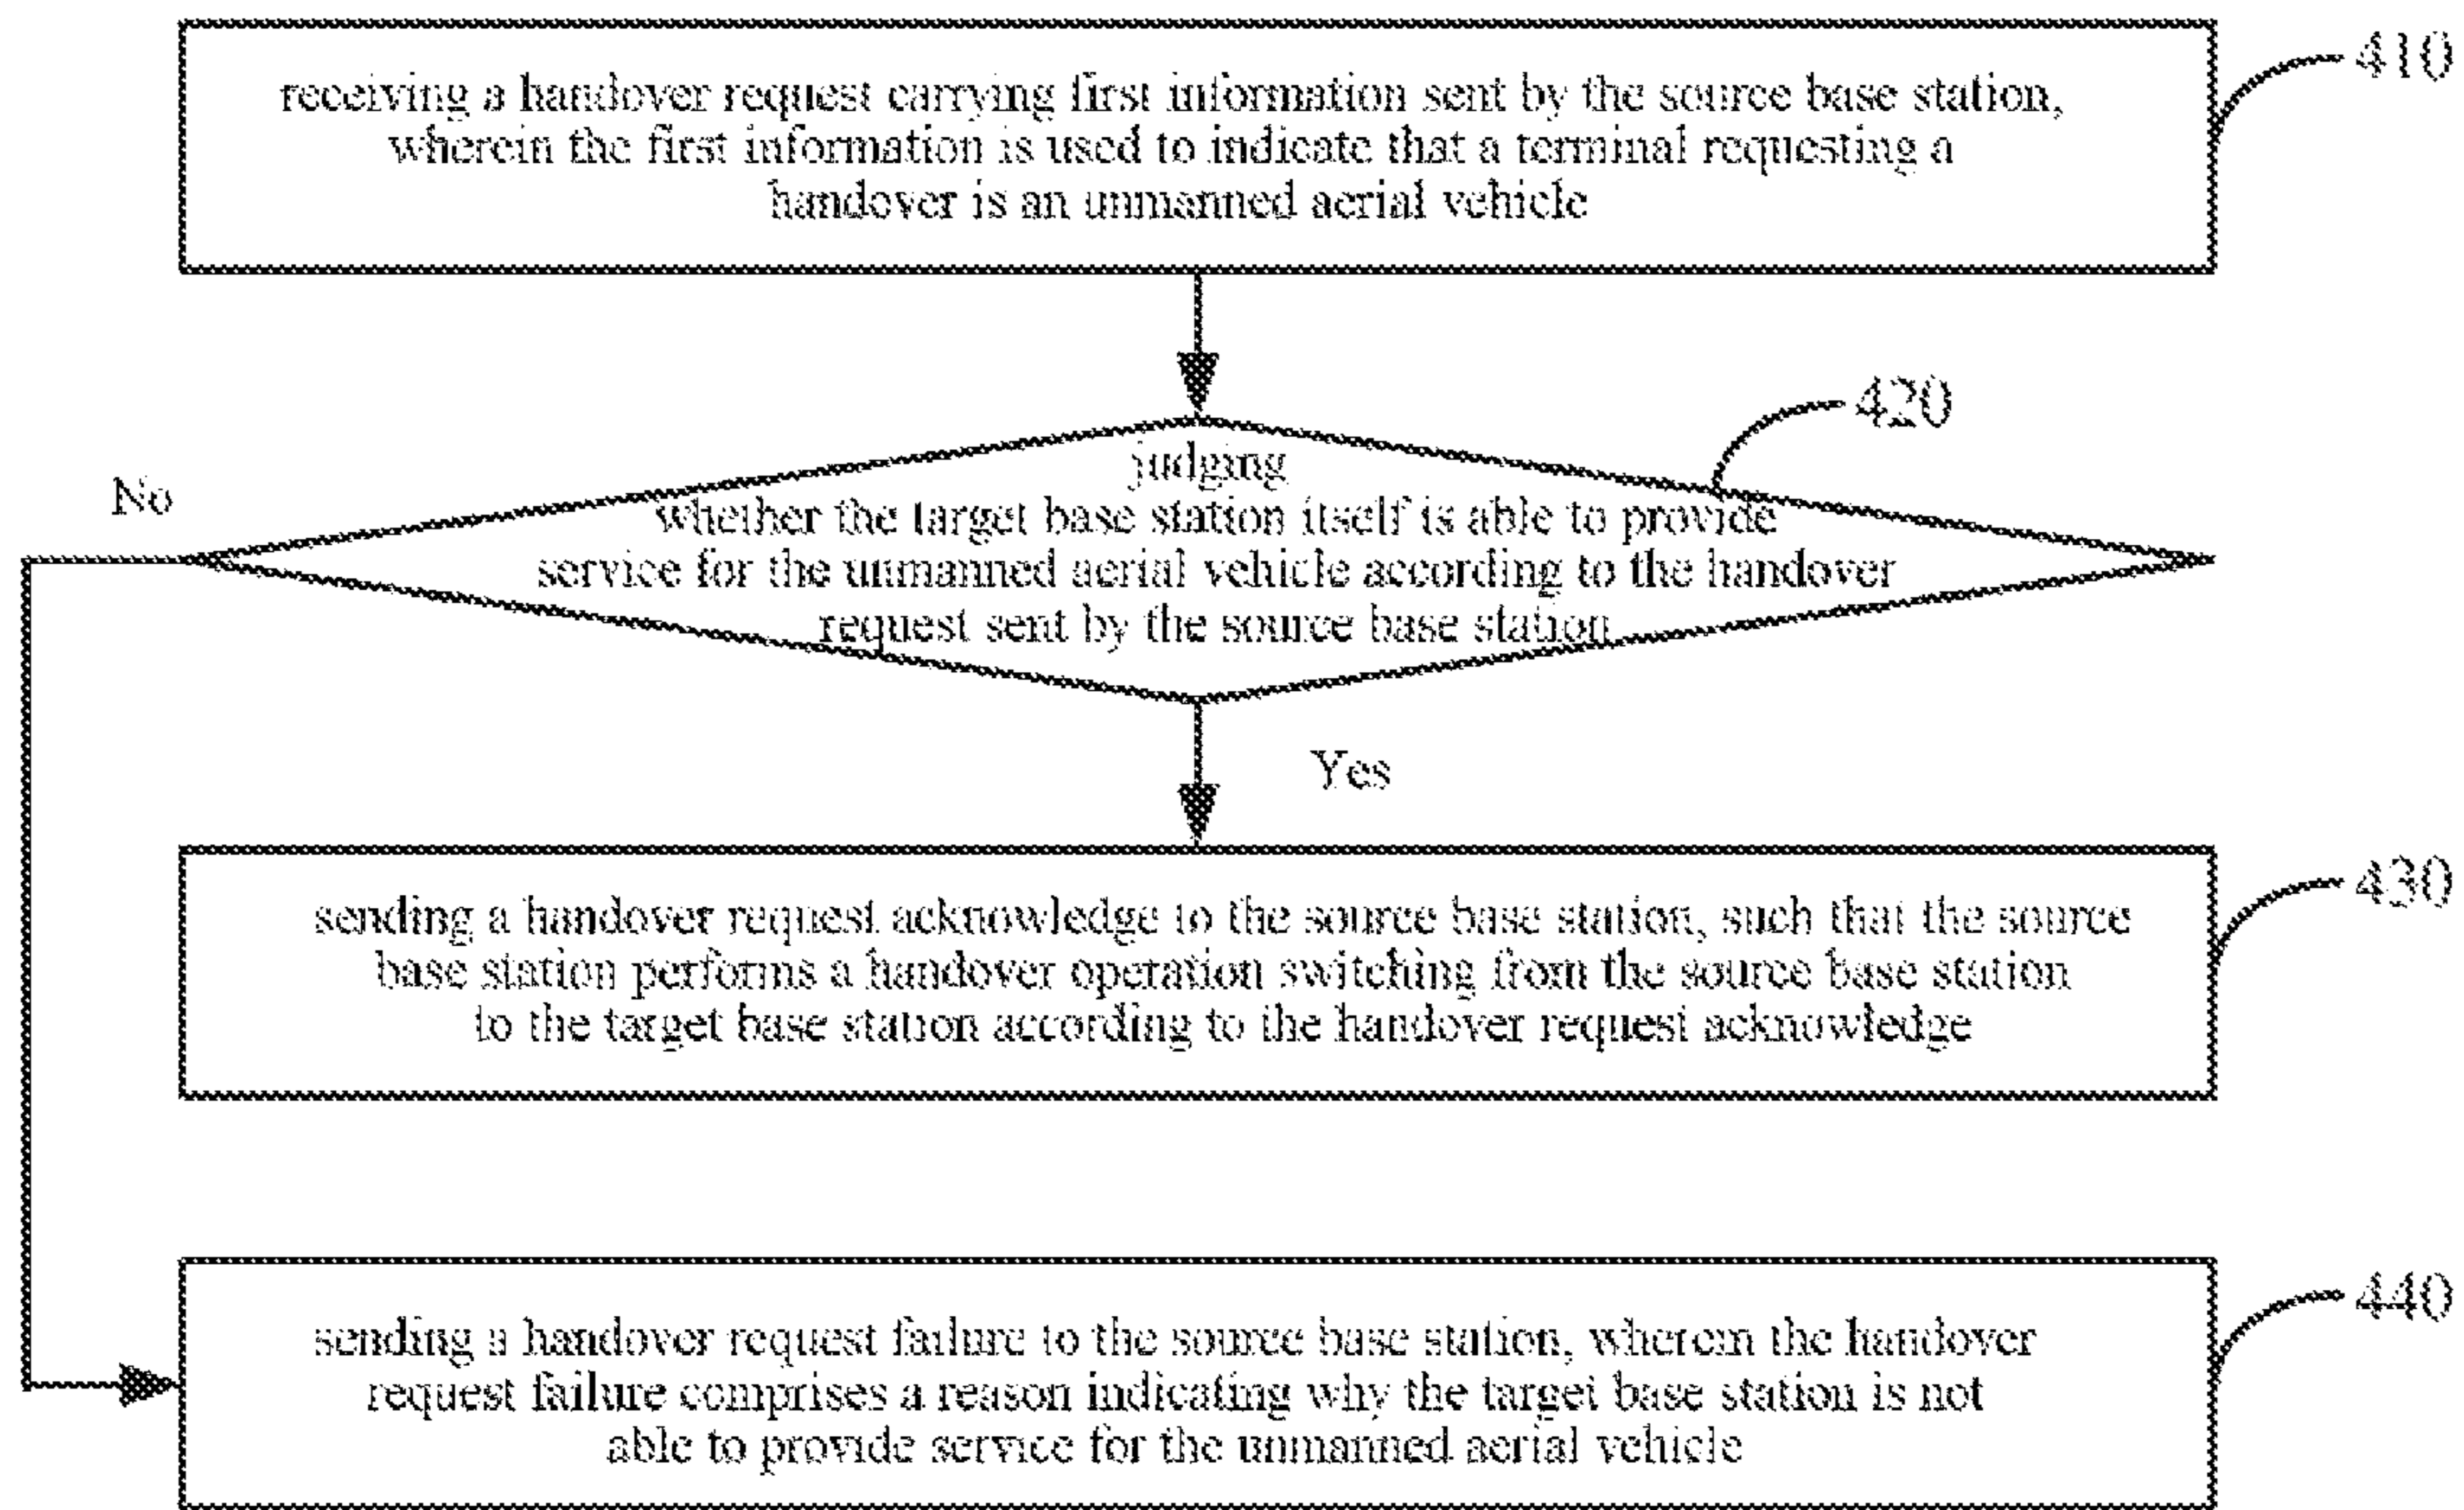 receiving a handover request carrying first information sent by the source base station,
wherein the first information is used to indicate that a terminal requesting a
handover is an unmanned aerial vehicle
410
420
judging
whether the target base station itself is able to provide
service for the unmanned aerial vehicle according to the handover
request sent by the source base station
No
Yes
sending a handover request acknowledge to the source base station, such that the source
base station performs a handover operation switching from the source base station
to the target base station according to the handover request acknowledge
430
sending a handover request failure to the source base station, wherein the handover
request failure comprises a reason indicating why the target base station is not
able to provide service for the unmanned aerial vehicle
440